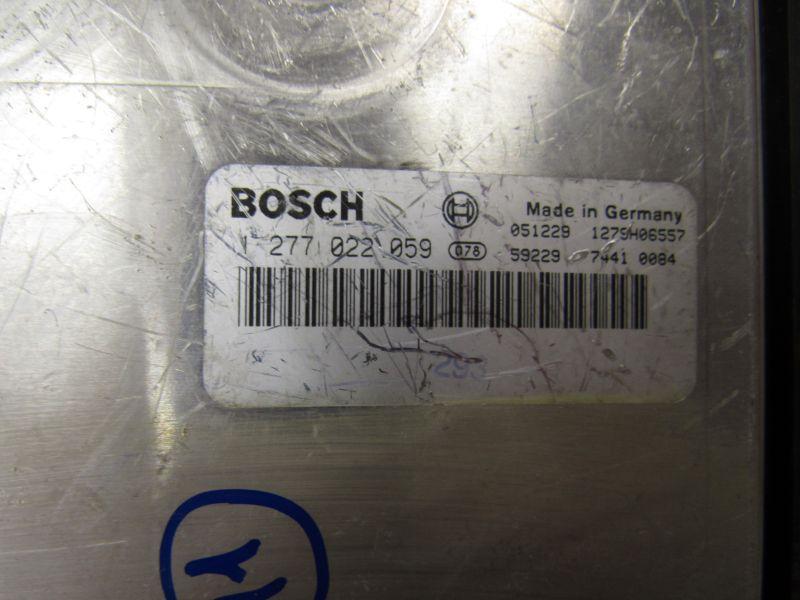 BOSCH
Made in Germany
051229 1279H06557
1 277 022 059 078
59229 7441 0084